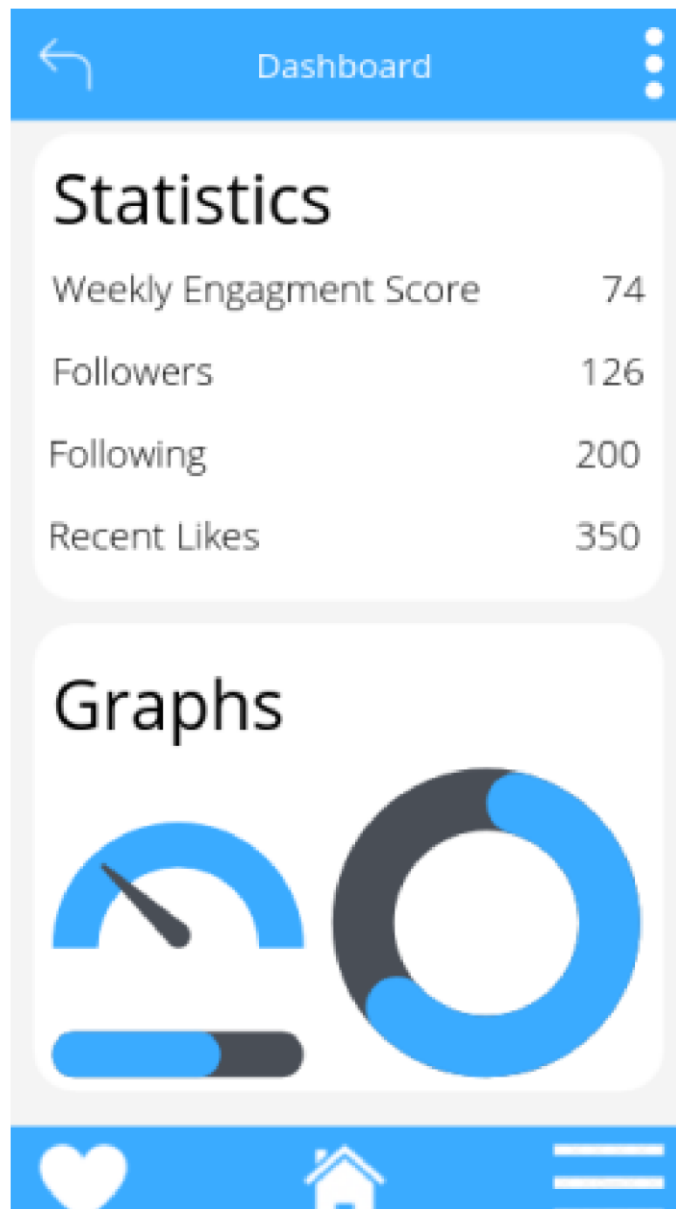 Dashboard
Statistics
Weekly Engagment Score 74
Followers 126
Following 200
Recent Likes 350
Graphs